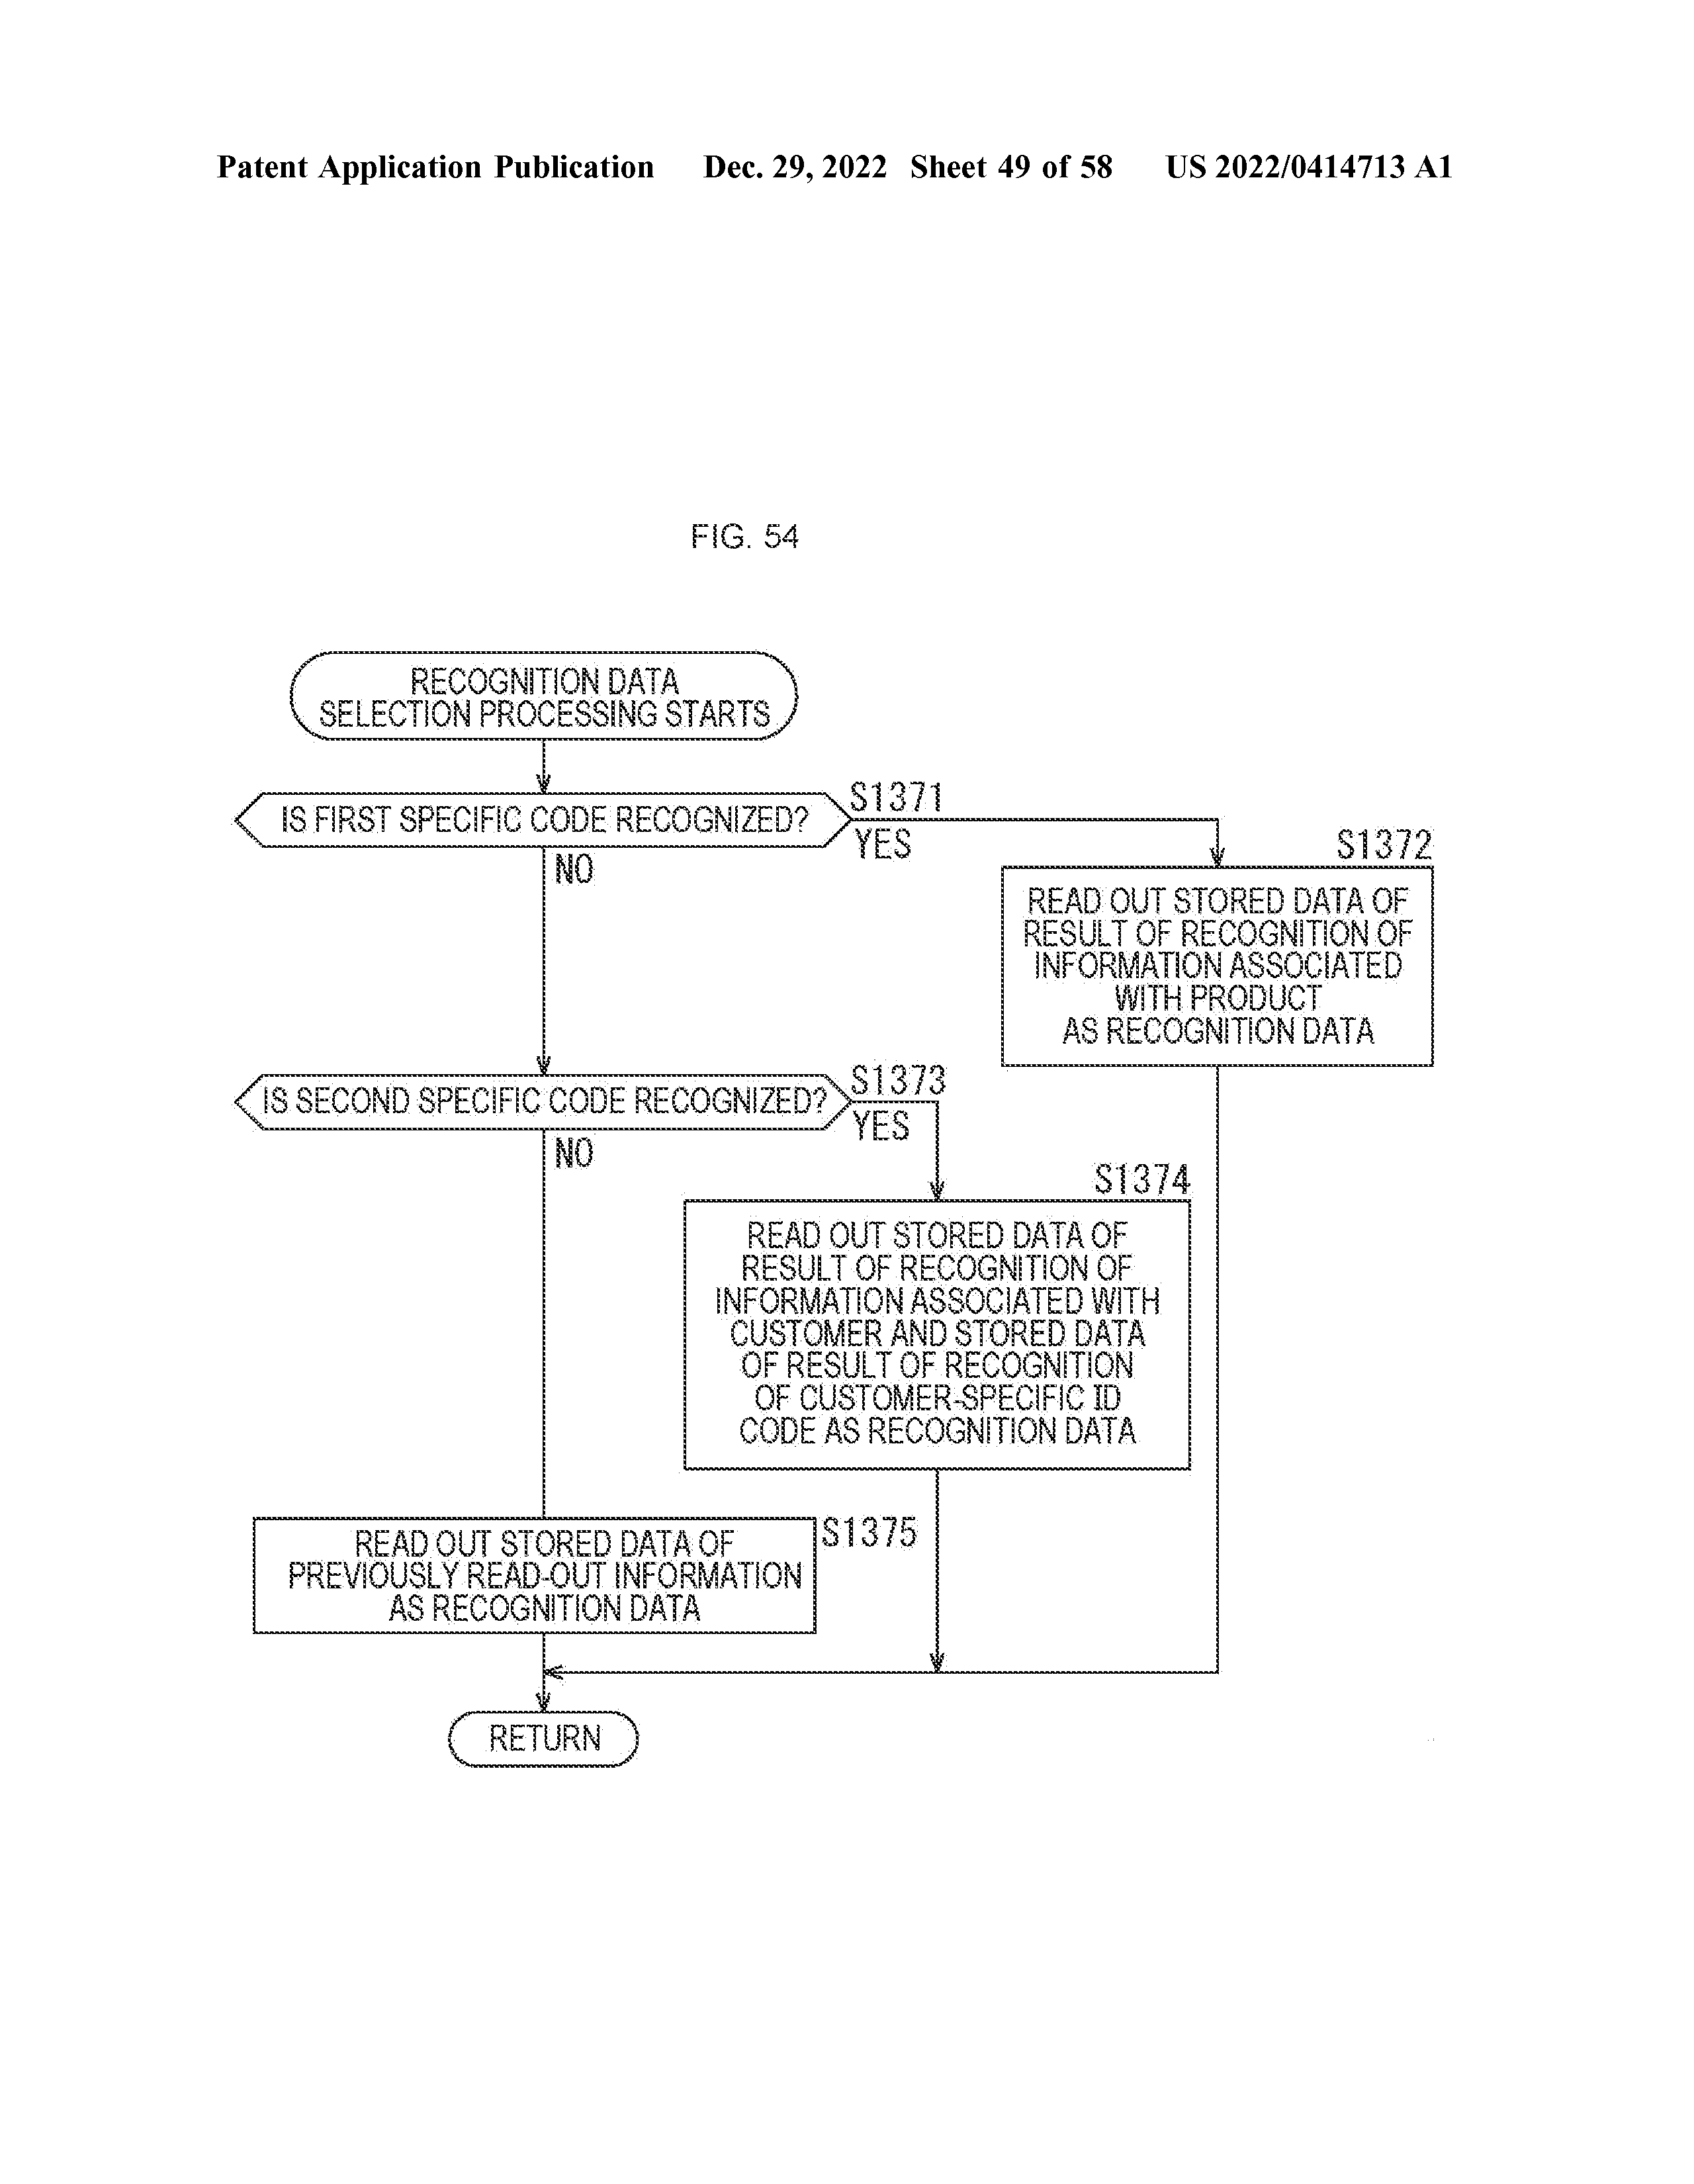 Patent Application Publication Dec. 29, 2022 Sheet 49 of 58 US 2022/0414713 A1
FIG. 54
RECOGNITION DATA
SELECTION PROCESSING STARTS
IS FIRST SPECIFIC CODE RECOGNIZED?
S1371
YES
NO
S1372
READ OUT STORED DATA OF
RESULT OF RECOGNITION OF
INFORMATION ASSOCIATED
WITH PRODUCT
AS RECOGNITION DATA
IS SECOND SPECIFIC CODE RECOGNIZED?
S1373
YES
NO
S1374
READ OUT STORED DATA OF
RESULT OF RECOGNITION OF
INFORMATION ASSOCIATED WITH
CUSTOMER AND STORED DATA
OF RESULT OF RECOGNITION
OF CUSTOMER-SPECIFIC ID
CODE AS RECOGNITION DATA
S1375
READ OUT STORED DATA OF
PREVIOUSLY READ-OUT INFORMATION
AS RECOGNITION DATA
RETURN